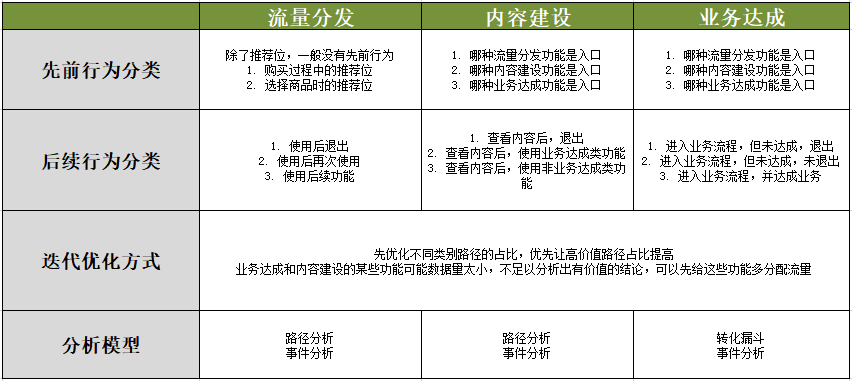 流量分发
内容建设
业务达成
先前行为分类
除了推荐位，一般没有先前行为
1. 购买过程中的推荐位
2. 选择商品时的推荐位
1. 哪种流量分发功能是入口
2. 哪种内容建设功能是入口
3. 哪种业务达成功能是入口
1. 哪种流量分发功能是入口
2. 哪种内容建设功能是入口
3. 哪种业务达成功能是入口
后续行为分类
1. 使用后退出
2. 使用后再次使用
3. 使用后续功能
1. 查看内容后，退出
2. 查看内容后，使用业务达成类功能
3. 查看内容后，使用非业务达成类功
能
1. 进入业务流程，但未达成，退出
2. 进入业务流程，但未达成，未退出
3. 进入业务流程，并达成业务
迭代优化方式
先优化不同类别路径的占比，优先让高价值路径占比提高
业务达成和内容建设的某些功能可能数据量太小，不足以分析出有价值的结论，可以先给这些功能多分配流量
分析模型
路径分析
事件分析
路径分析
事件分析
转化漏斗
事件分析